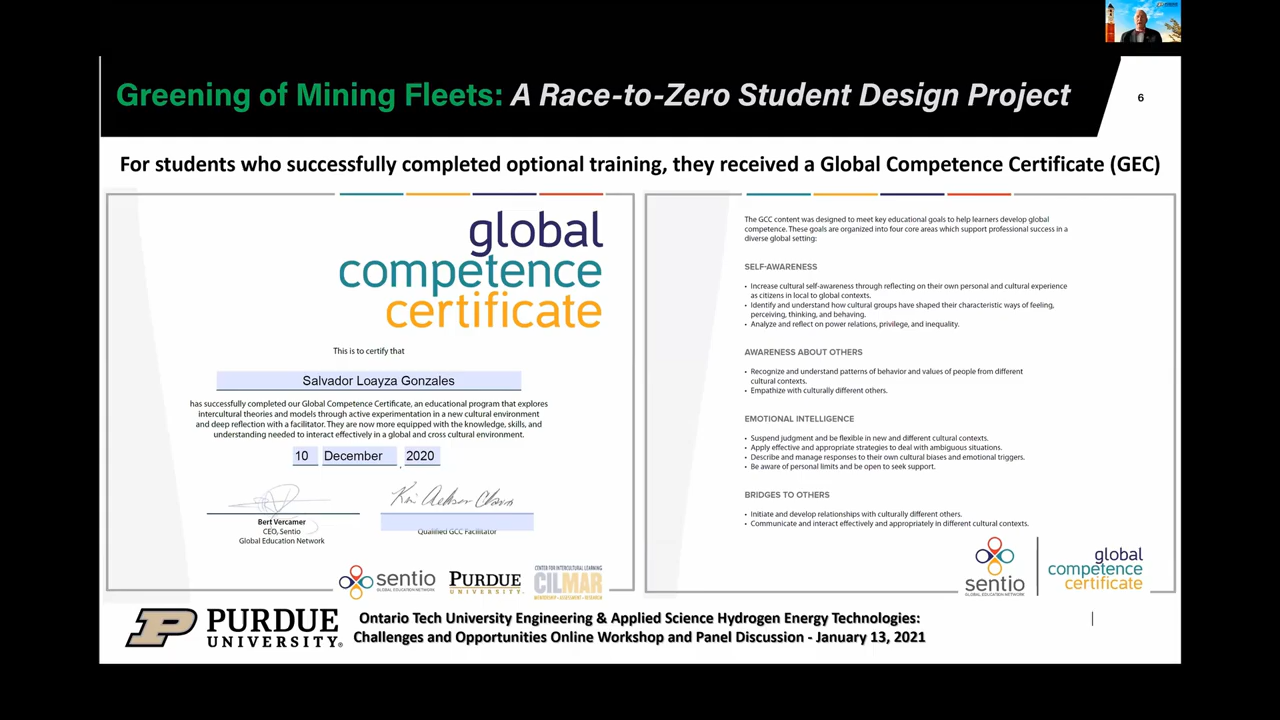 Greening of Mining Fleets: A Race-to-Zero Student Design Project
6
For students who successfully completed optional training, they received a Global Competence Certificate (GEC)
global
competence
certificate
This is to certify that
Salvador Loayza Gonzales
has successfully completed our Global Competence Certificate, an educational program that explores
intercultural theories and models through active experimentation in a new cultural environment
and deep reflection with a facilitator. They are now more equipped with the knowledge, skills, and
understanding needed to interact effectively in a global and cross cultural environment.
10 December , 2020
Bert Vercamer
CEO, Sentio
Global Education Network
Qualified GCC Facilitator
sentio
GLOBAL EDUCATION NETWORK
PURDUE
UNIVERSITY.
CENTER FOR INTERCULTURAL LEARNING
CILMAR
MENTORSHIP • ASSESSMENT • RESEARCH
The GCC content was designed to meet key educational goals to help learners develop global
competence. These goals are organized into four core areas which support professional success in a
diverse global setting:
SELF-AWARENESS
• Increase cultural self-awareness through reflecting on their own personal and cultural experience
as citizens in local to global contexts.
• Identify and understand how cultural groups have shaped their characteristic ways of feeling,
perceiving, thinking, and behaving.
• Analyze and reflect on power relations, privilege, and inequality.
AWARENESS ABOUT OTHERS
• Recognize and understand patterns of behavior and values of people from different
cultural contexts.
• Empathize with culturally different others.
EMOTIONAL INTELLIGENCE
• Suspend judgment and be flexible in new and different cultural contexts.
• Apply effective and appropriate strategies to deal with ambiguous situations.
• Describe and manage responses to their own cultural biases and emotional triggers.
• Be aware of personal limits and be open to seek support.
BRIDGES TO OTHERS
• Initiate and develop relationships with culturally different others.
• Communicate and interact effectively and appropriately in different cultural contexts.
sentio
GLOBAL EDUCATION NETWORK
global
competence
certificate
PURDUE
UNIVERSITY®
Ontario Tech University Engineering & Applied Science Hydrogen Energy Technologies:
Challenges and Opportunities Online Workshop and Panel Discussion - January 13, 2021